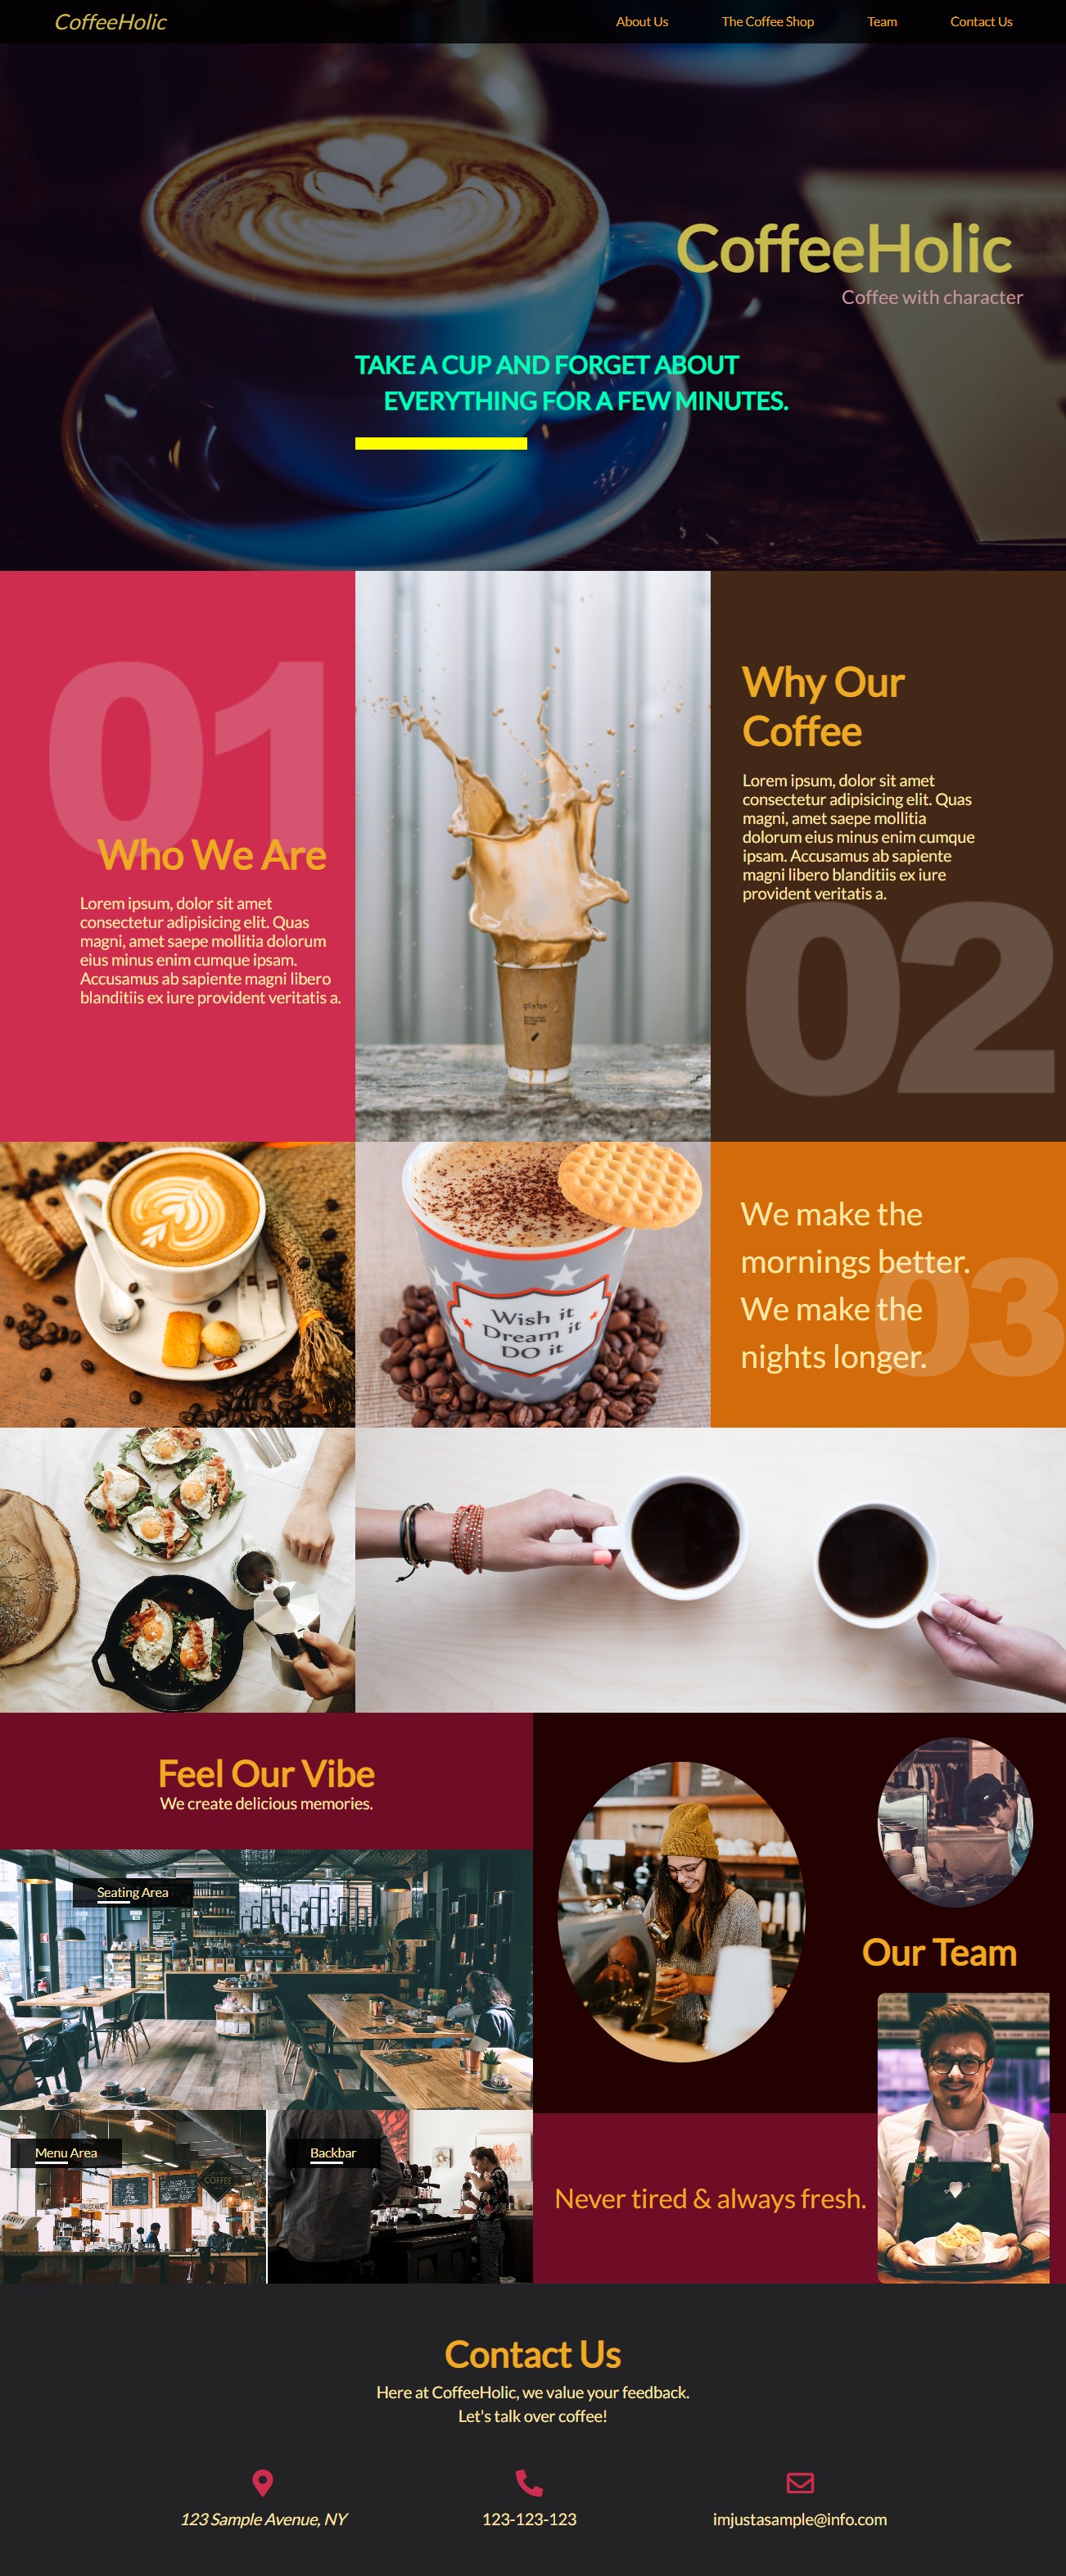 CoffeeHolic
About Us
The Coffee Shop
Team
Contact Us
CoffeeHolic
Coffee with character
TAKE A CUP AND FORGET ABOUT
EVERYTHING FOR A FEW MINUTES.
01
Who We Are
Lorem ipsum, dolor sit amet
consectetur adipisicing elit. Quas
magni, amet saepe mollitia dolorum
eius minus enim cumque ipsam.
Accusamus ab sapiente magni libero
blanditiis ex iure provident veritatis a.
Why Our
Coffee
Lorem ipsum, dolor sit amet
consectetur adipisicing elit. Quas
magni, amet saepe mollitia
dolorum eius minus enim cumque
ipsam. Accusamus ab sapiente
magni libero blanditiis ex iure
provident veritatis a.
02
Wish it
Dream it
DO it
We make the
mornings better.
We make the
nights longer.
03
Feel Our Vibe
We create delicious memories.
Seating Area
Menu Area
COFFEE
Backbar
Our Team
Never tired & always fresh.
Contact Us
Here at CoffeeHolic, we value your feedback.
Let's talk over coffee!
123 Sample Avenue, NY
123-123-123
imjustasample@info.com